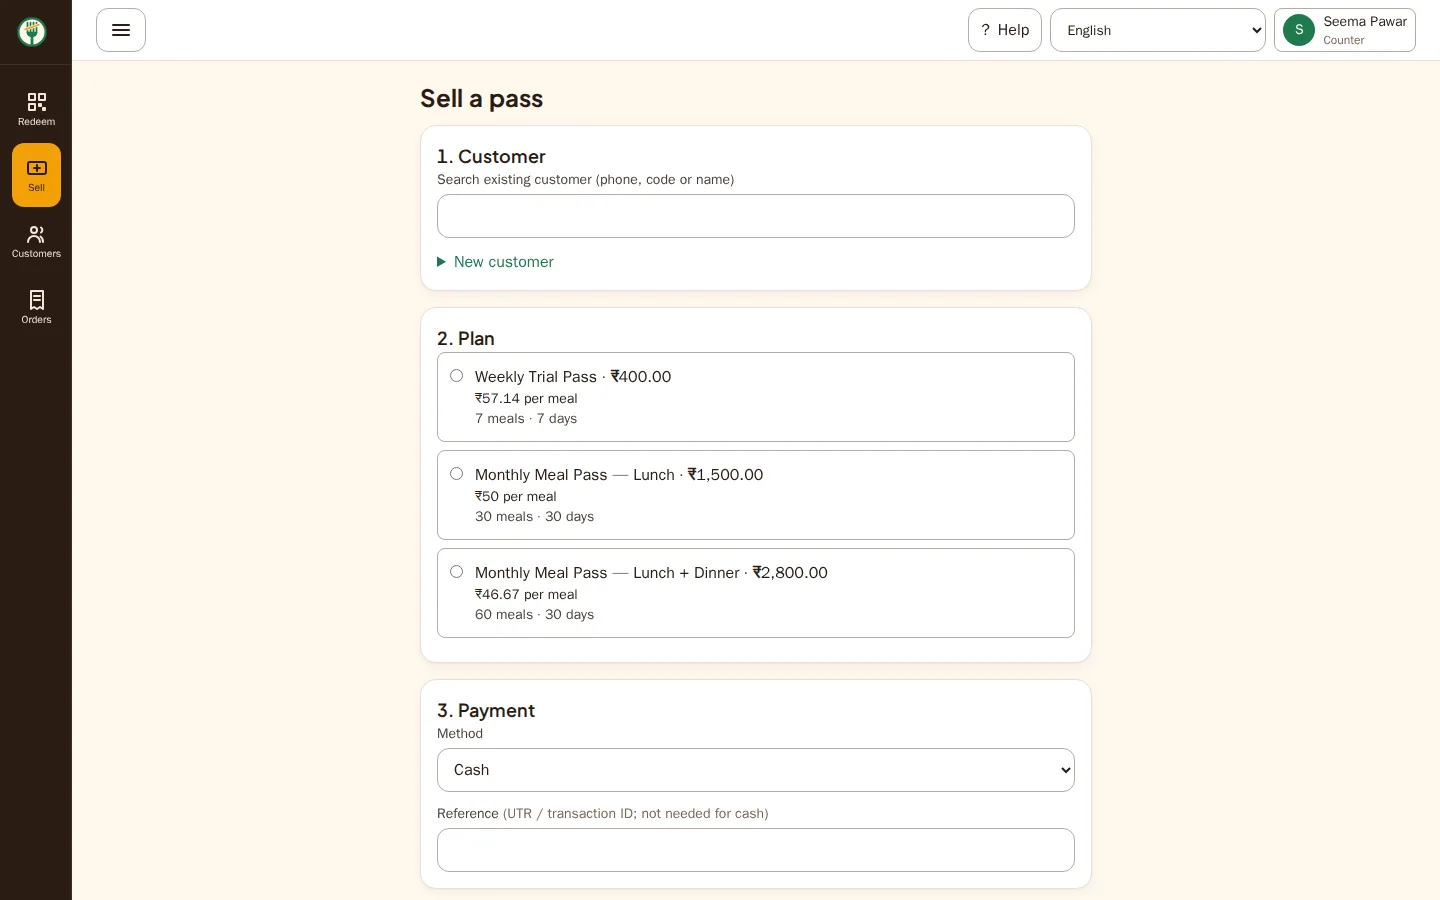 ? Help
English
S
Seema Pawar
Counter
Redeem
Sell
Customers
Orders
Sell a pass
1. Customer
Search existing customer (phone, code or name)
▶ New customer
2. Plan
Weekly Trial Pass · ₹400.00
₹57.14 per meal
7 meals · 7 days
Monthly Meal Pass — Lunch · ₹1,500.00
₹50 per meal
30 meals · 30 days
Monthly Meal Pass — Lunch + Dinner · ₹2,800.00
₹46.67 per meal
60 meals · 30 days
3. Payment
Method
Cash
Reference (UTR / transaction ID; not needed for cash)